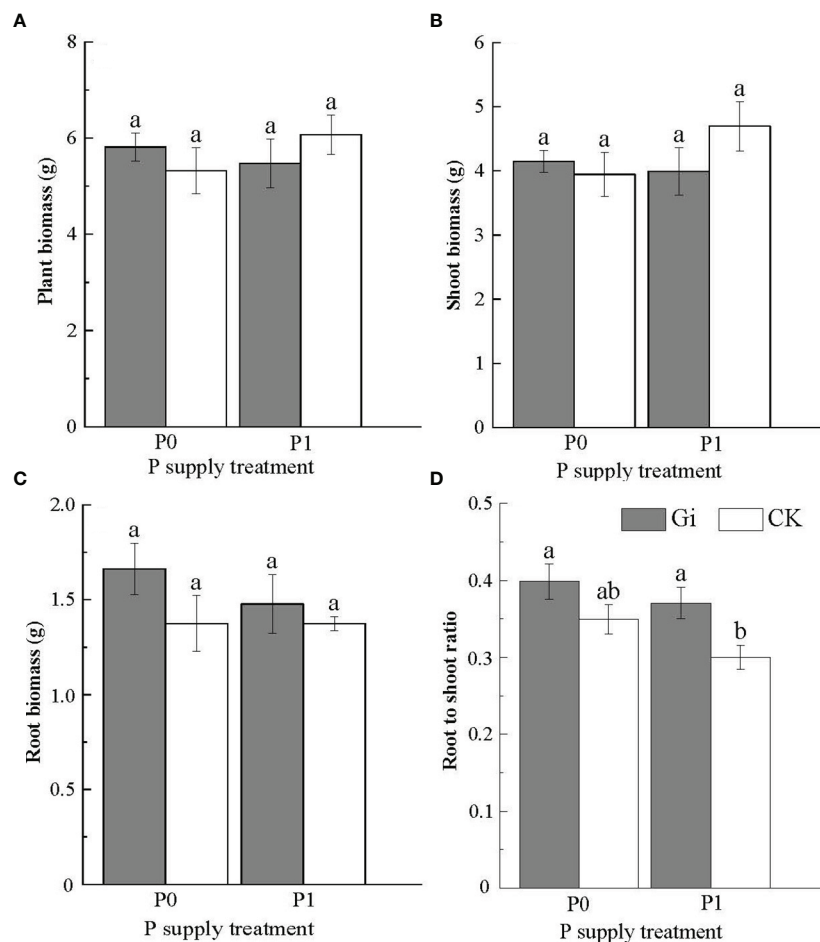 A
8
6
4
2
0
Plant biomass (g)
a
a
a
a
P0
P1
P supply treatment
B
6
5
4
3
2
1
0
Shoot biomass (g)
a
a
a
a
P0
P1
P supply treatment
C
2.0
1.5
1.0
0.5
0
Root biomass (g)
a
a
a
a
P0
P1
P supply treatment
D
0.5
0.4
0.3
0.2
0.1
0
Root to shoot ratio
Gi
CK
a
ab
a
b
P0
P1
P supply treatment